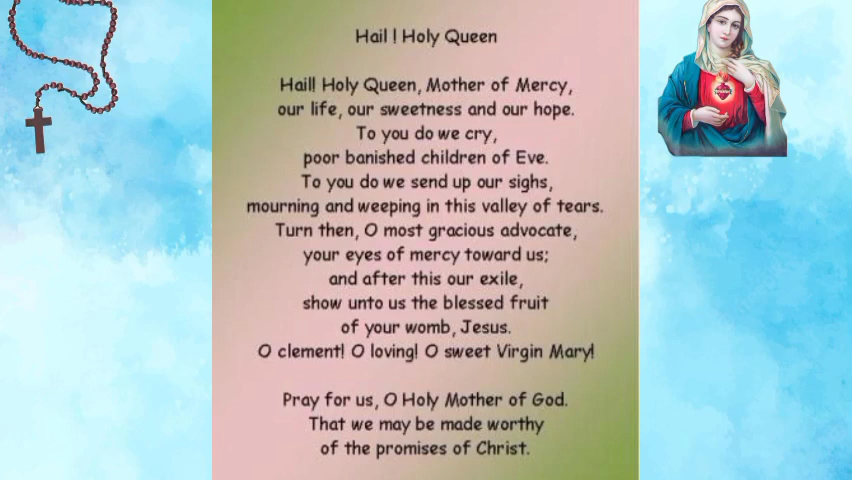 Hail ! Holy Queen
Hail! Holy Queen, Mother of Mercy,
our life, our sweetness and our hope.
To you do we cry,
poor banished children of Eve.
To you do we send up our sighs,
mourning and weeping in this valley of tears.
Turn then, O most gracious advocate,
your eyes of mercy toward us;
and after this our exile,
show unto us the blessed fruit
of your womb, Jesus.
O clement! O loving! O sweet Virgin Mary!
Pray for us, O Holy Mother of God.
That we may be made worthy
of the promises of Christ.